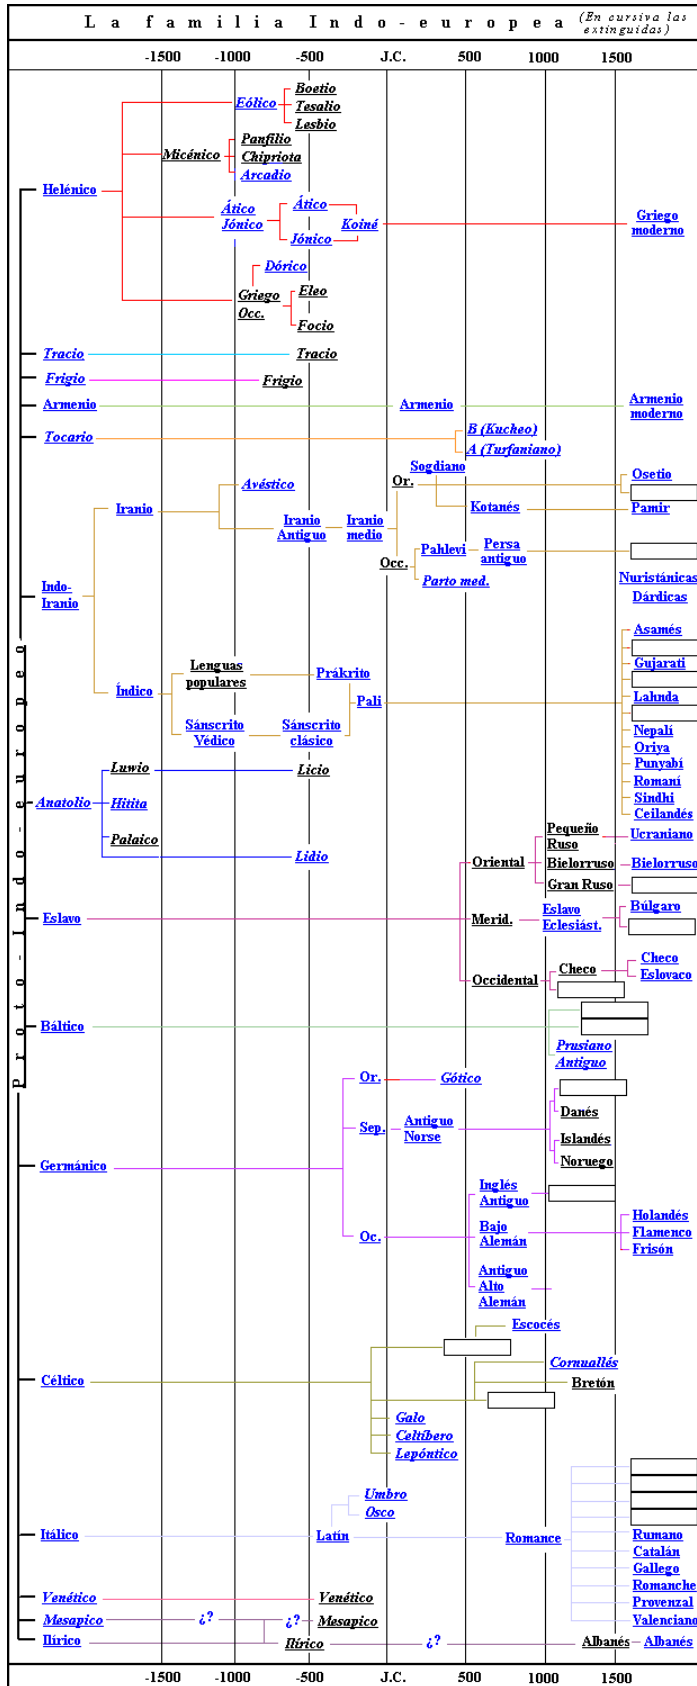 La familia Indo-europea (En cursiva las extinguidas)
-1500 -1000 -500 J.C. 500 1000 1500
Boetio
Eólico Tesalio
Lesbio
Panfilio
Micénico Chipriota
Arcadio
Helénico
Ático Ático
Jónico Koiné Griego moderno
Jónico
Dórico
Griego Occ. Eleo
Focio
Tracio Tracio
Frigio Frigio
Armenio Armenio Armenio moderno
Tocario B (Kucheo)
A (Turfaniano)
Sogdiano
Or. Osetio
Avéstico
Iranio Kotanés Pamir
Iranio Antiguo Iranio medio
Occ. Pahlevi Persa antiguo
Parto med.
Nuristánicas
Indo-Iranio Dárdicas
Asamés
Lenguas populares Prákrito Gujarati
Índico Pali Lahnda
Sánscrito Védico Sánscrito clásico Nepalí
Oriya
Punyabí
Luwio Licio Romaní
Sindhi
Anatolio Hitita Ceilandés
Palaico
Pequeño Ruso Ucraniano
Lidio
Oriental Bielorruso Bielorruso
Gran Ruso
Eslavo Merid. Eslavo Eclesiást. Búlgaro
Checo
Occidental Checo Eslovaco
Báltico
Prusiano Antiguo
Or. Gótico
Danés
Sep. Antiguo Norse
Islandés
Germánico Noruego
Inglés Antiguo
Holandés
Oc. Bajo Alemán Flamenco
Frisón
Antiguo Alto Alemán
Escocés
Cornuallés
Céltico Bretón
Galo
Celtíbero
Lepóntico
Umbro
Osco
Itálico Latín Romance Rumano
Catalán
Gallego
Romanche
Provenzal
Venético Venético
Valenciano
Mesapico ¿? ¿? Mesapico
Ilírico Ilírico ¿? Albanés Albanés
-1500 -1000 -500 J.C. 500 1000 1500
Proto-Indo-europeo